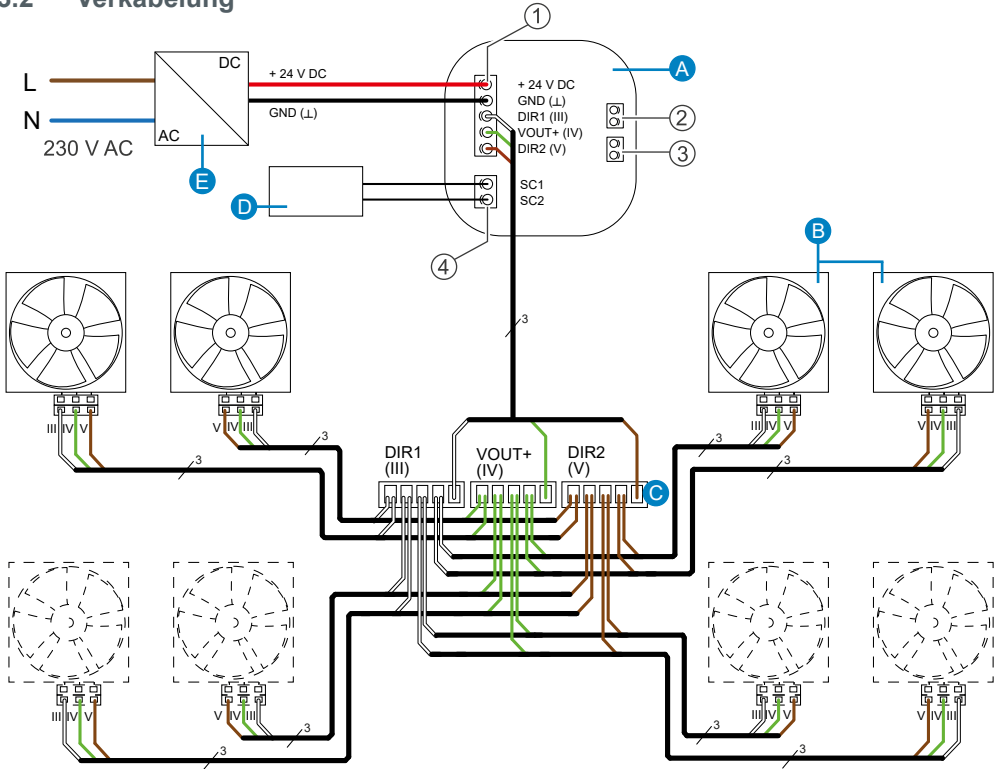 Verkabelung
1
DC
A
+ 24 V DC
L
+ 24 V DC
GND (⊥)
2
DIR1 (III)
N
GND (⊥)
VOUT+ (IV)
AC
3
DIR2 (V)
230 V AC
E
SC1
D
SC2
B
4
3
III IV V
V IV III
III IV V
V IV III
3
3
3
3
DIR1
(III)
VOUT+
(IV)
DIR2
(V)
C
III IV V
V IV III
III IV V
V IV III
3
3
3
3